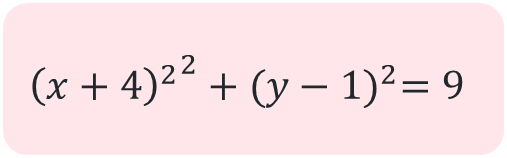 (x + 4)²^² + (y − 1)² = 9